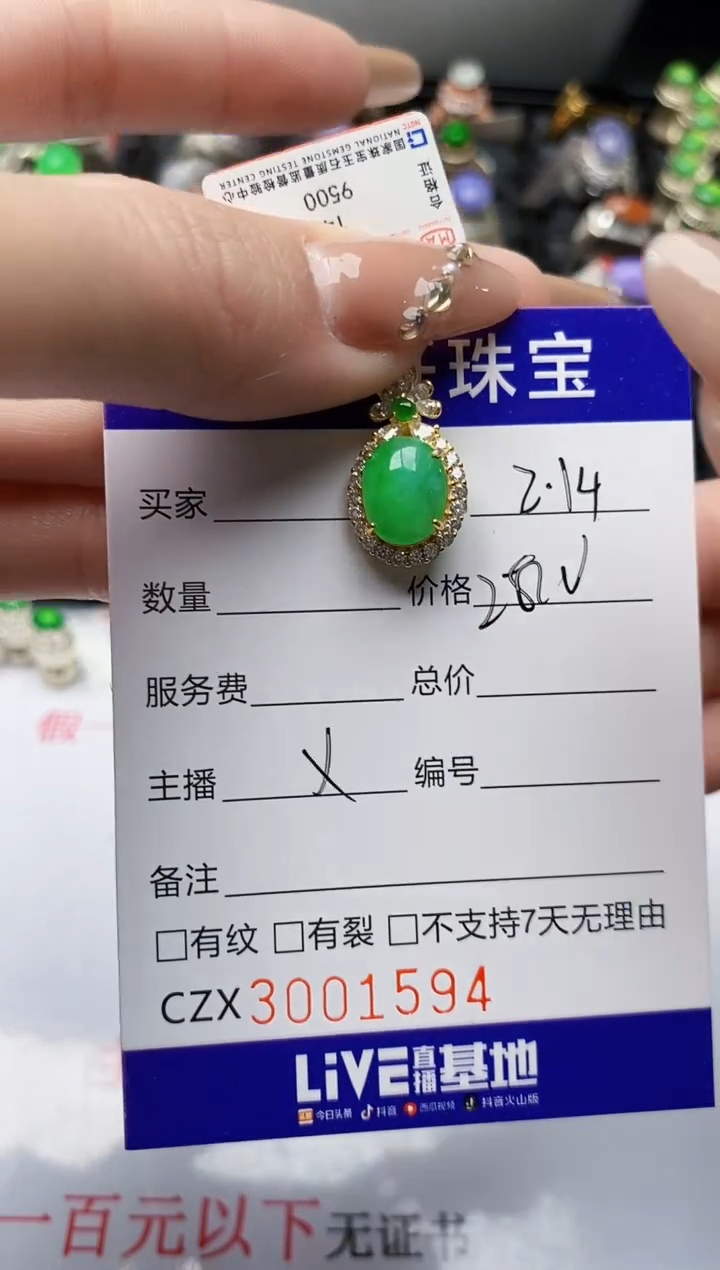 NGTC
国家珠宝玉石质量监督检验中心
NATIONAL GEMSTONE TESTING CENTER
合格证
9500
珠宝
买家 2.14
数量 价格
服务费 总价
主播 编号
备注
□有纹 □有裂 □不支持7天无理由
CZX3001594
LiVE直播基地
今日头条 抖音 西瓜视频 抖音火山版
假一
一百元以下无证书